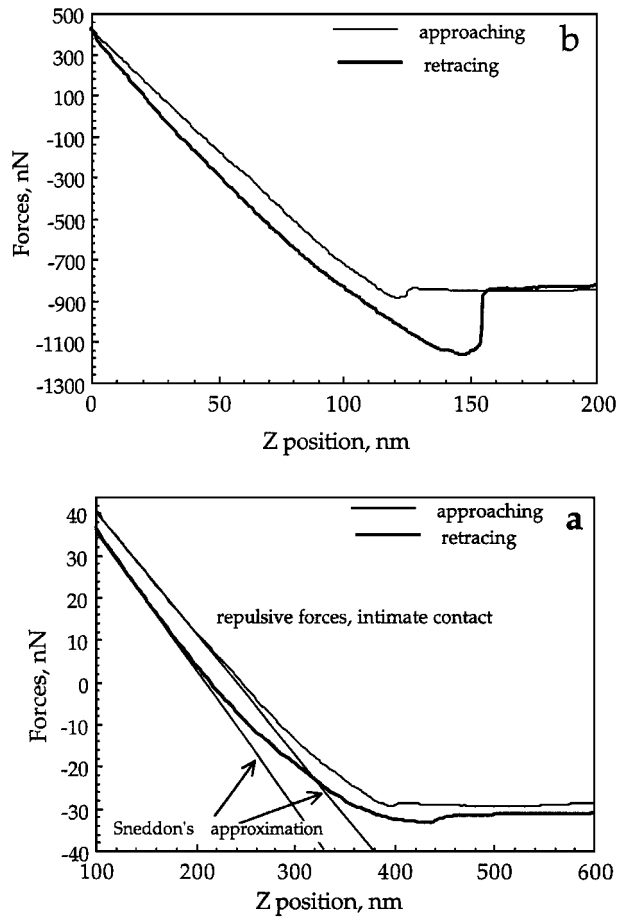 500
300
100
-100
-300
-500
-700
-900
-1100
-1300
Forces, nN
approaching
retracing
b
0
50
100
150
200
Z position, nm
40
30
20
10
0
-10
-20
-30
-40
Forces, nN
approaching
retracing
a
repulsive forces, intimate contact
Sneddon's approximation
100
200
300
400
500
600
Z position, nm